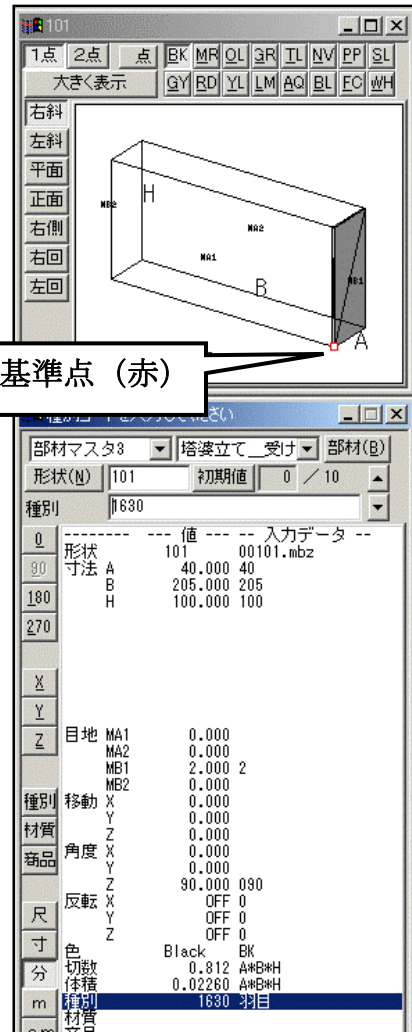 101
1点 2点 点 BK MR OL GR TL NV PP SL
大きく表示 GY RD YL LM AQ BL FC WH
右斜
左斜
平面
正面
右側
右回
左回
H
MB2
MA2
MA1
B
MB1
A
基準点（赤）
部材マスタ3 塔婆立て__受け 部材(B)
形状(N) 101 初期値 0 / 10
種別 1630
0
90
180
270
X
Y
Z
種別
材質
商品
尺
寸
分
m
-------- --- 値 --- -- 入力データ --
形状 101 00101.mbz
寸法 A 40.000 40
B 205.000 205
H 100.000 100
目地 MA1 0.000
MA2 0.000
MB1 2.000 2
MB2 0.000
移動 X 0.000
Y 0.000
Z 0.000
角度 X 0.000
Y 0.000
Z 90.000 090
反転 X OFF 0
Y OFF 0
Z OFF 0
色 Black BK
切数 0.812 A*B*H
体積 0.02260 A*B*H
種別 1630 羽目
材質